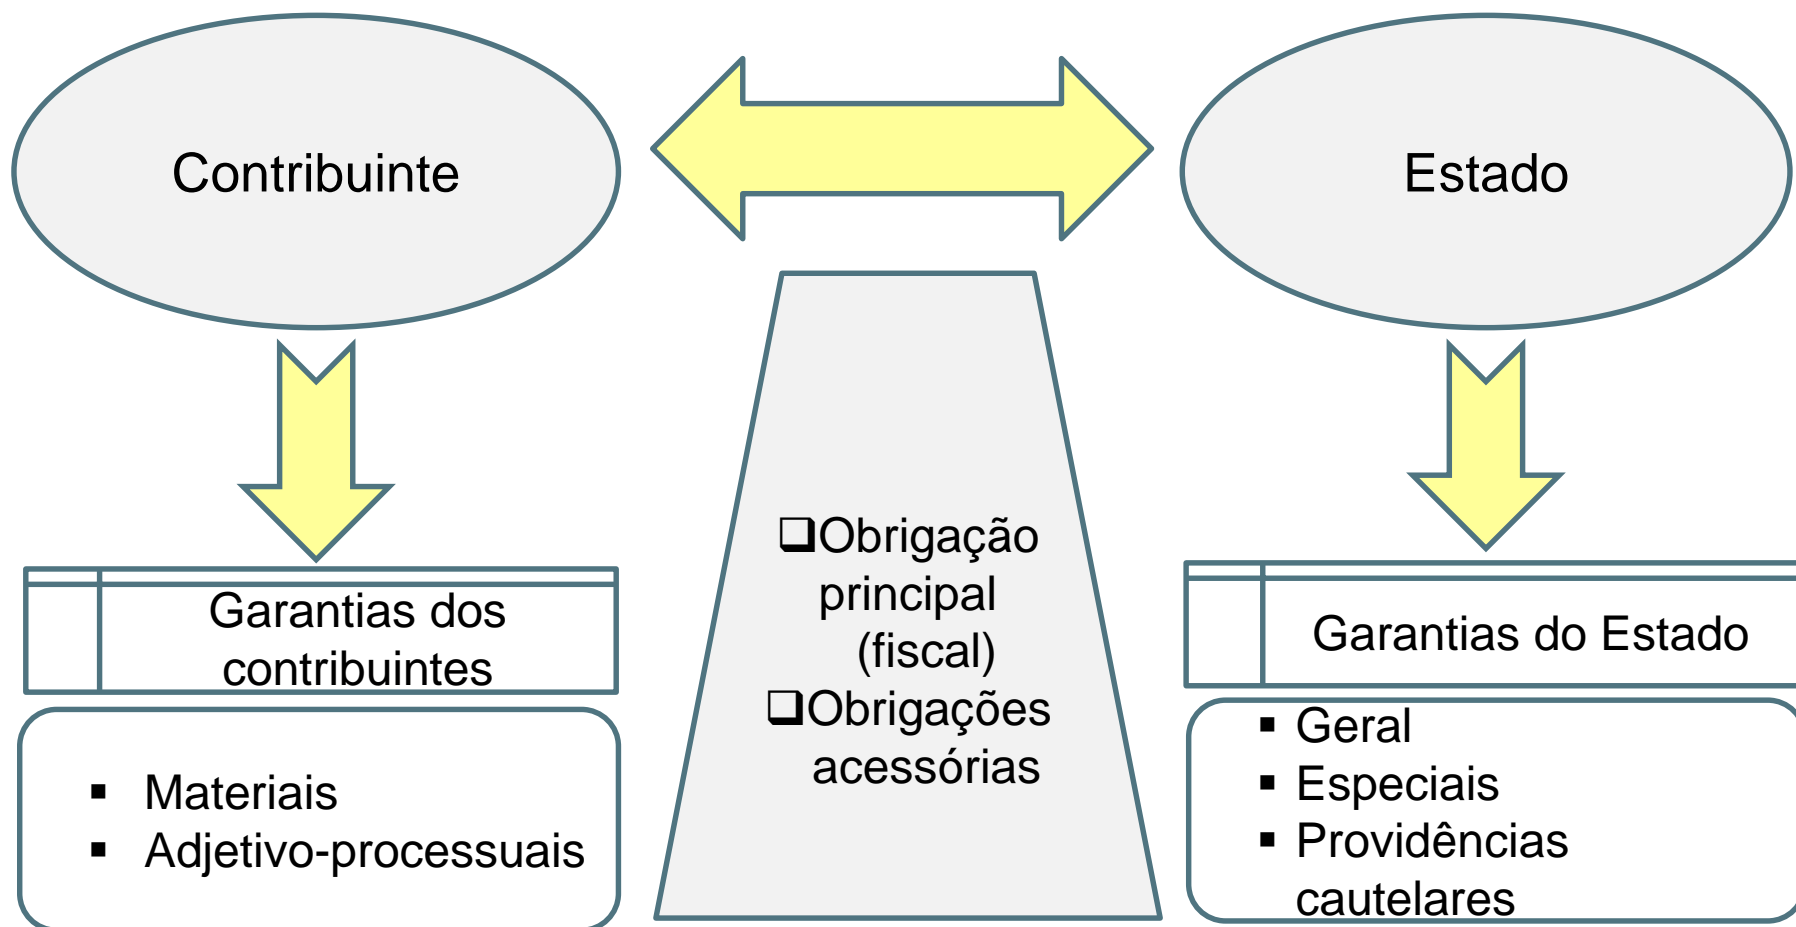 Contribuinte
Estado
Garantias dos
contribuintes
▪ Materiais
▪ Adjetivo-processuais
❑Obrigação
principal
(fiscal)
❑Obrigações
acessórias
Garantias do Estado
▪ Geral
▪ Especiais
▪ Providências
cautelares